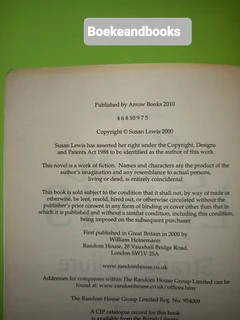 Boekeandbooks
Published by Arrow Books 2010
4 6 8 10 9 7 5
Copyright © Susan Lewis 2000
Susan Lewis has asserted her right under the Copyright, Designs
and Patents Act 1988 to be identified as the author of this work
This novel is a work of fiction. Names and characters are the product of the
author's imagination and any resemblance to actual persons,
living or dead, is entirely coincidental
This book is sold subject to the condition that it shall not, by way of trade or
otherwise, be lent, resold, hired out, or otherwise circulated without the
publisher's prior consent in any form of binding or cover other than that in
which it is published and without a similar condition, including this condition,
being imposed on the subsequent purchaser
First published in Great Britain in 2000 by
William Heinemann
Random House, 20 Vauxhall Bridge Road,
London SW1V 2SA
www.randomhouse.co.uk
Addresses for companies within The Random House Group Limited can be
found at: www.randomhouse.co.uk/offices.htm
The Random House Group Limited Reg. No. 954009
A CIP catalogue record for this book
is available from the British Library